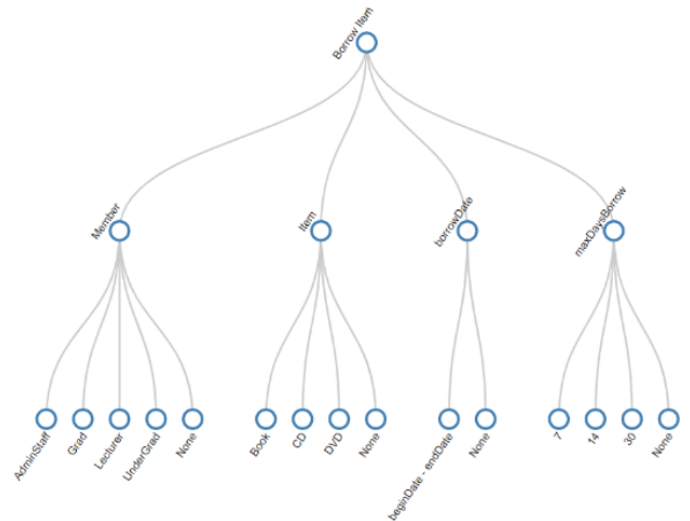 Borrow Item
Member
Item
borrowDate
maxDaysBorrow
AdminStaff
Grad
Lecturer
UnderGrad
None
Book
CD
DVD
None
beginDate - endDate
None
7
14
30
None